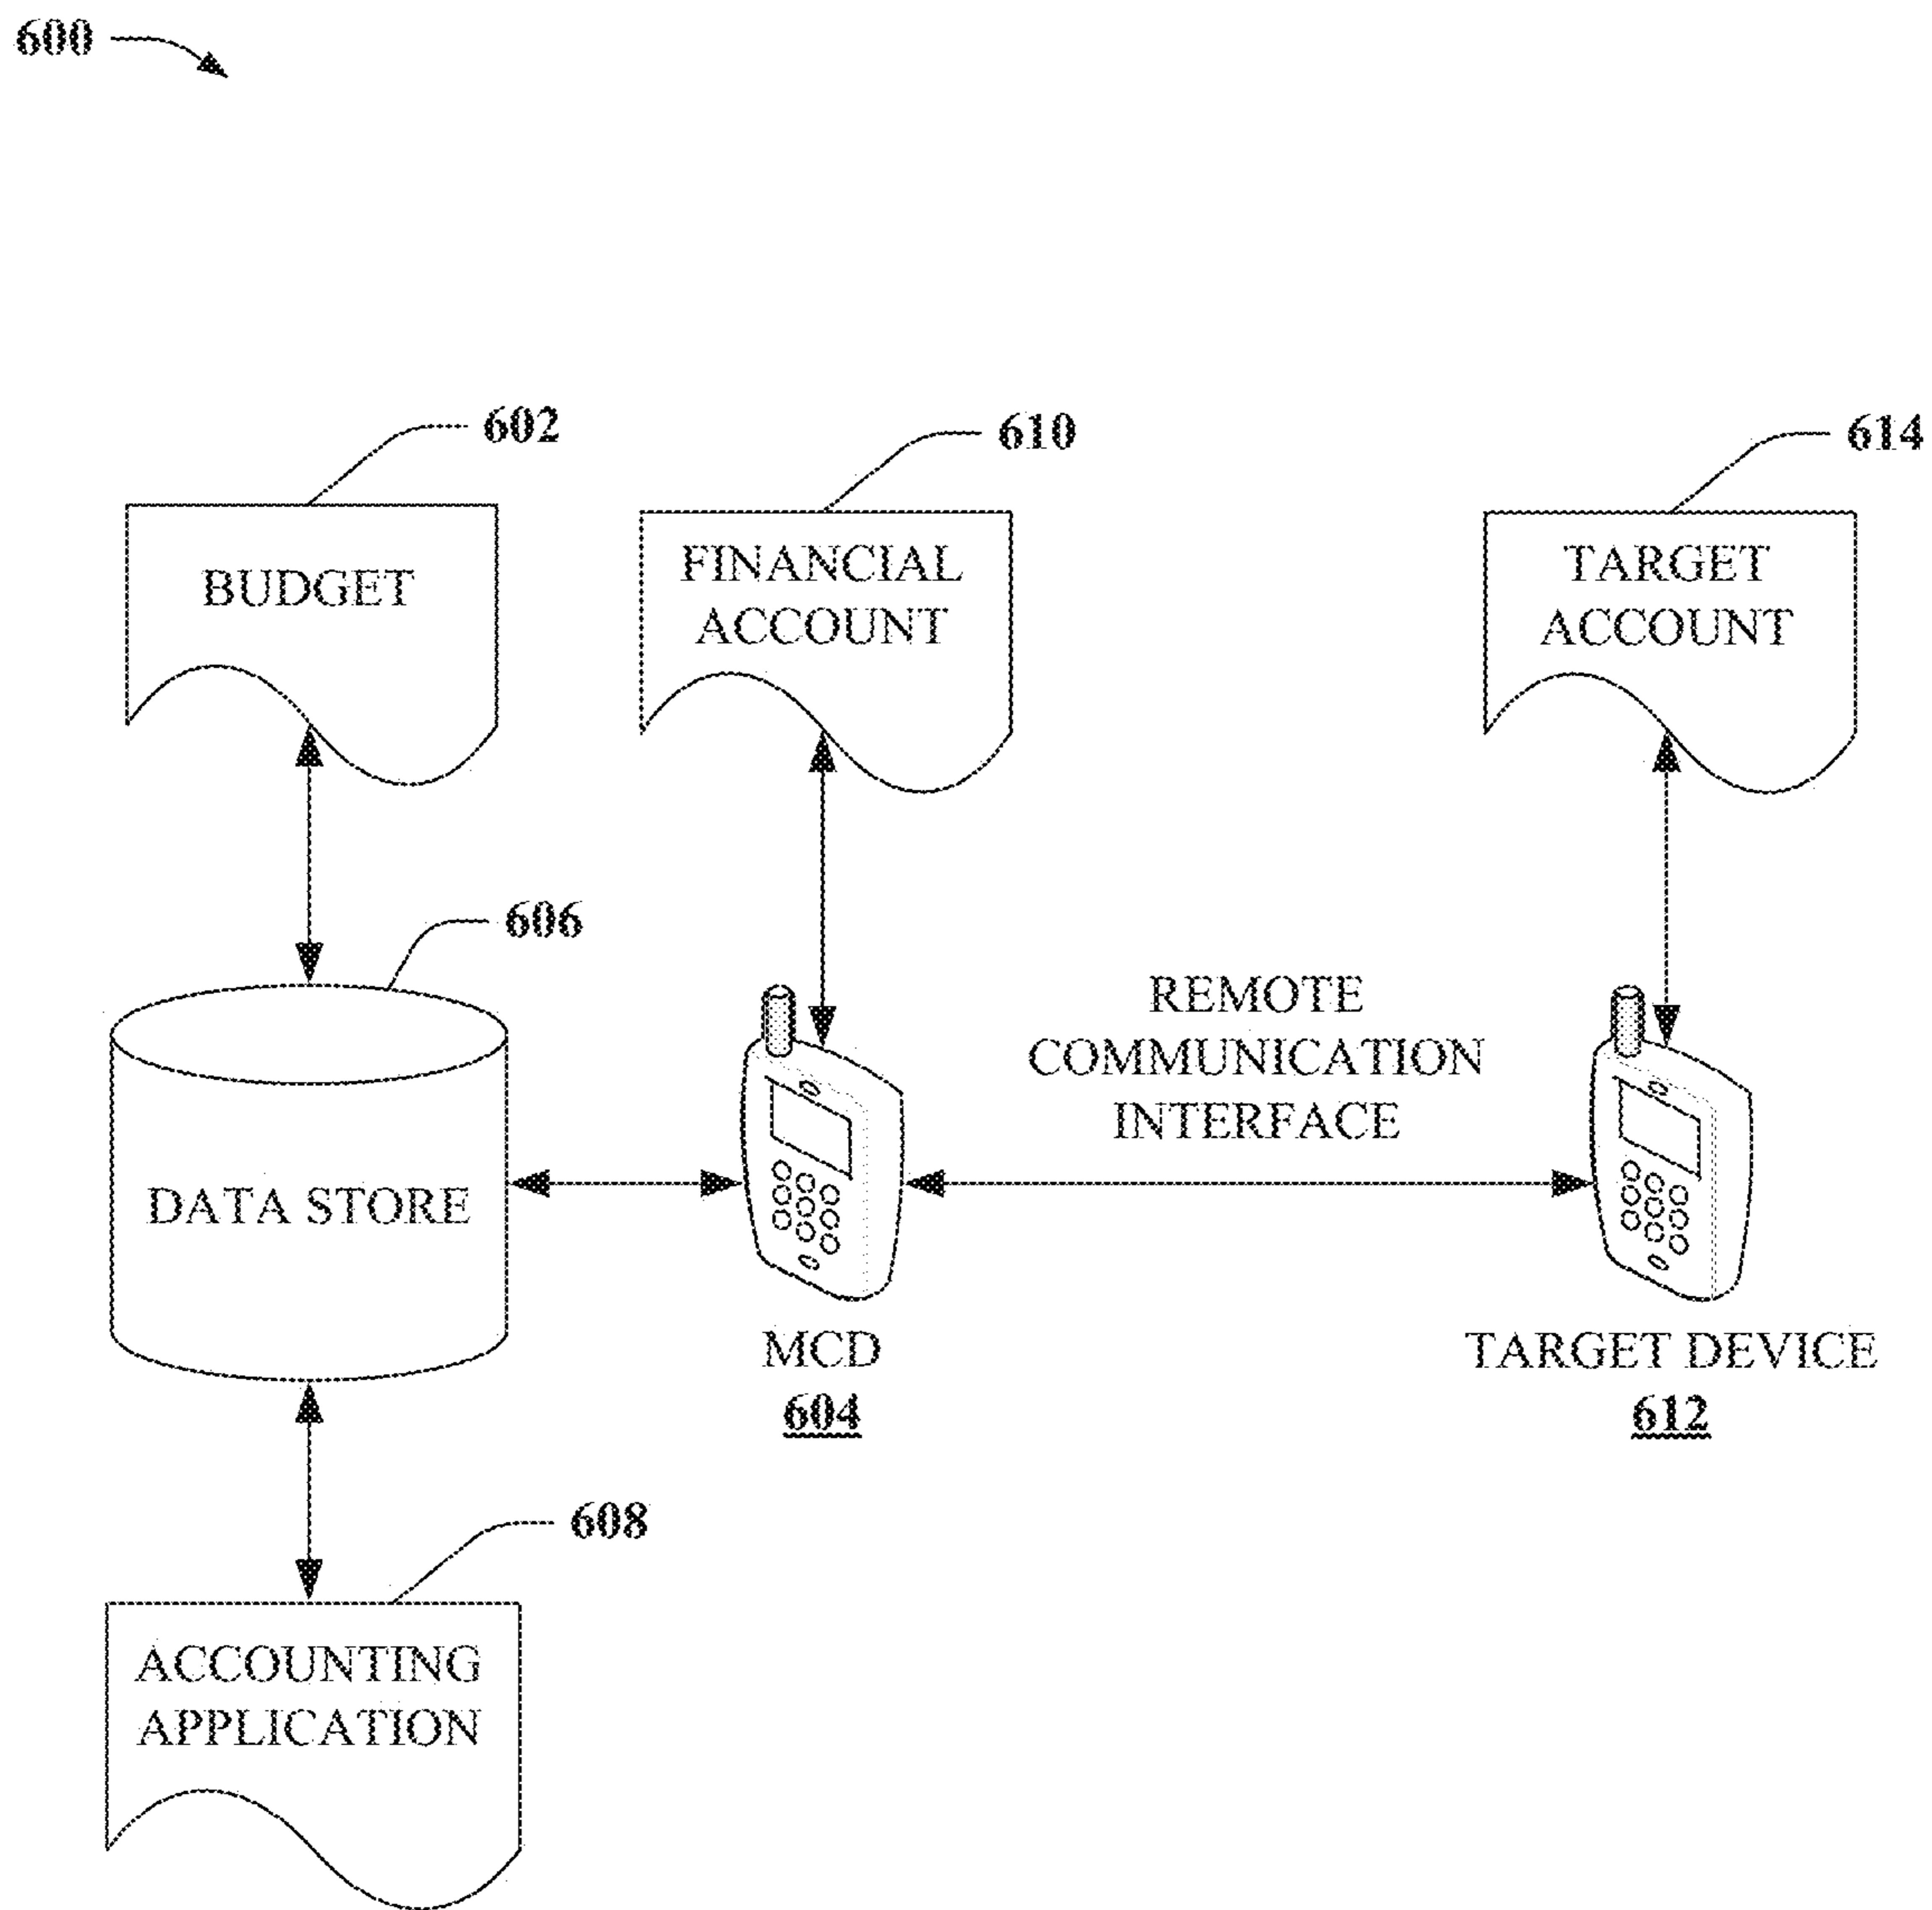 600
602
610
614
BUDGET
FINANCIAL
ACCOUNT
TARGET
ACCOUNT
606
DATA STORE
REMOTE
COMMUNICATION
INTERFACE
MCD
604
TARGET DEVICE
612
608
ACCOUNTING
APPLICATION